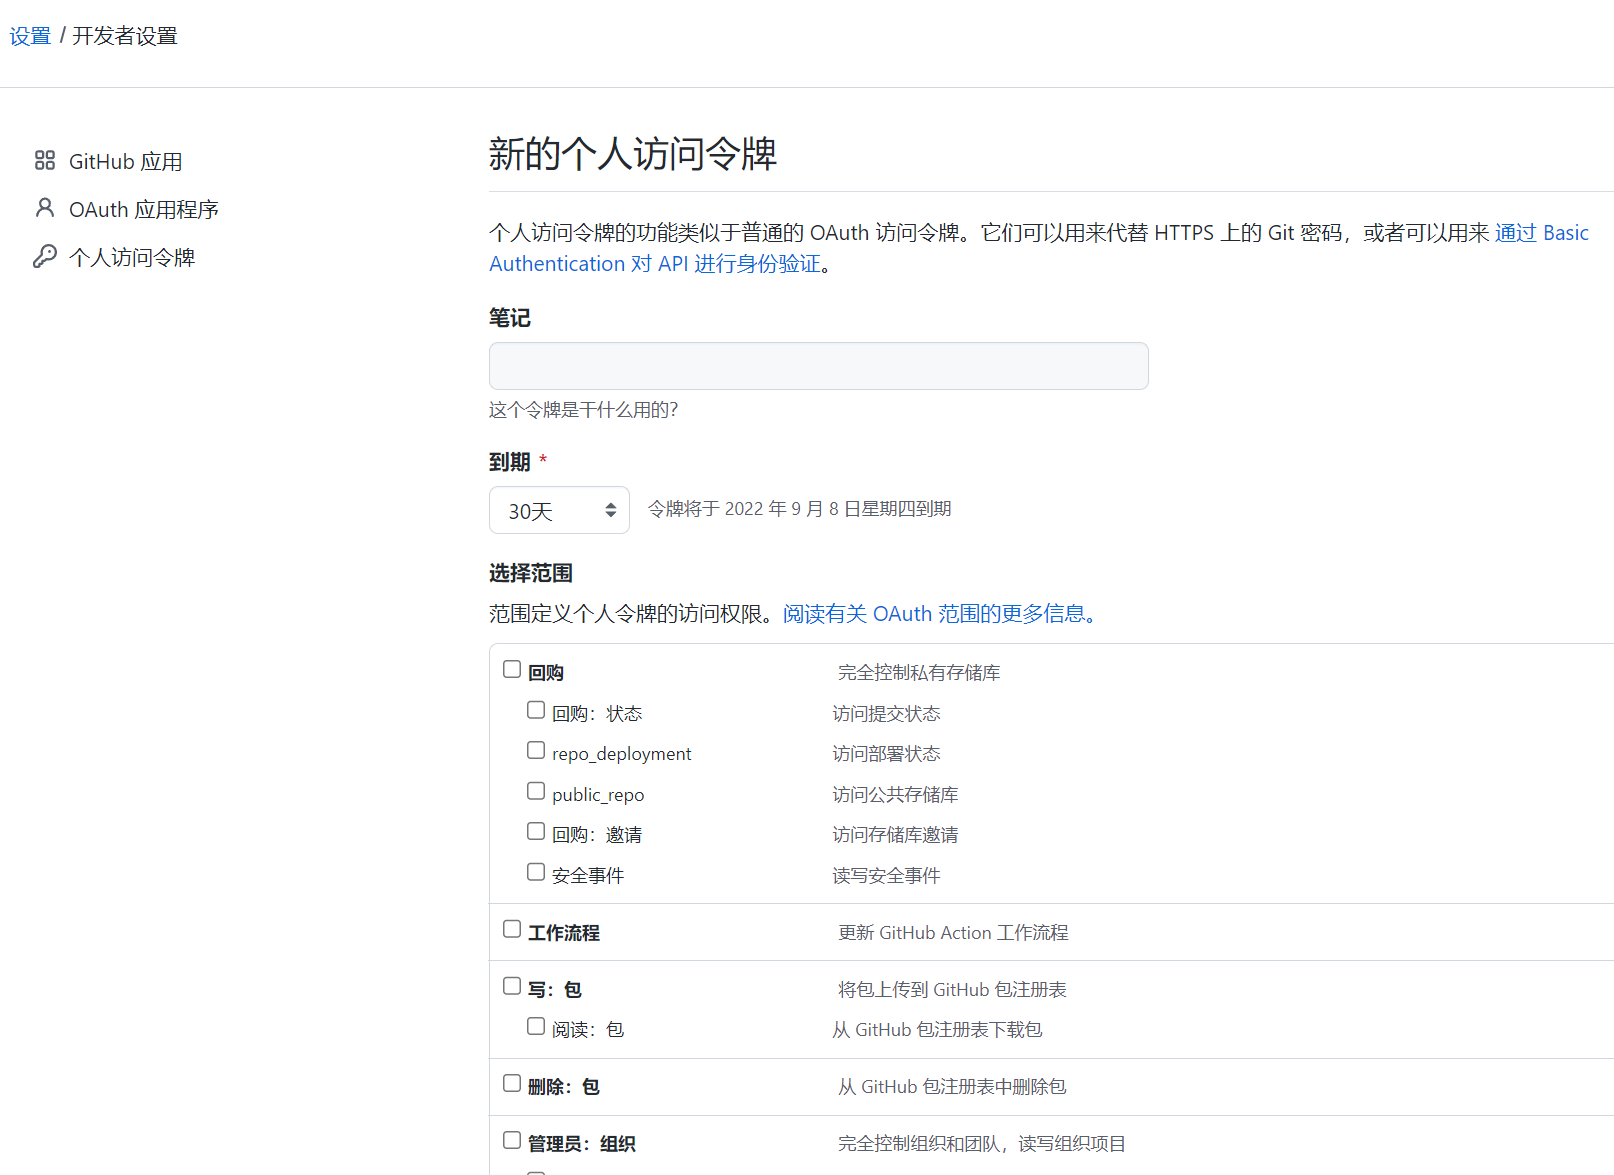 设置 / 开发者设置
GitHub 应用
OAuth 应用程序
个人访问令牌
新的个人访问令牌
个人访问令牌的功能类似于普通的 OAuth 访问令牌。它们可以用来代替 HTTPS 上的 Git 密码，或者可以用来 通过 Basic
Authentication 对 API 进行身份验证。
笔记
这个令牌是干什么用的？
到期 *
30天 令牌将于 2022 年 9 月 8 日星期四到期
选择范围
范围定义个人令牌的访问权限。阅读有关 OAuth 范围的更多信息。
回购 完全控制私有存储库
回购：状态 访问提交状态
repo_deployment 访问部署状态
public_repo 访问公共存储库
回购：邀请 访问存储库邀请
安全事件 读写安全事件
工作流程 更新 GitHub Action 工作流程
写：包 将包上传到 GitHub 包注册表
阅读：包 从 GitHub 包注册表下载包
删除：包 从 GitHub 包注册表中删除包
管理员：组织 完全控制组织和团队，读写组织项目